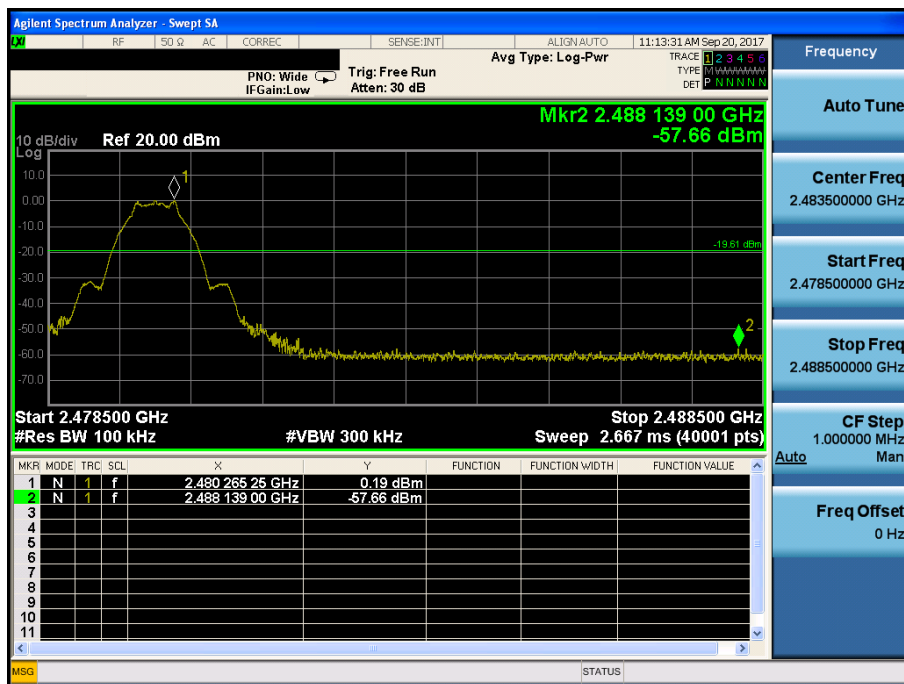 Agilent Spectrum Analyzer - Swept SA
LXI RF 50 Ω AC CORREC SENSE:INT ALIGN AUTO 11:13:31 AM Sep 20, 2017
Frequency
Avg Type: Log-Pwr
TRACE 1 2 3 4 5 6
PNO: Wide Trig: Free Run
TYPE M
IFGain:Low Atten: 30 dB
DET P N N N N N
Auto Tune
Mkr2 2.488 139 00 GHz
10 dB/div Ref 20.00 dBm -57.66 dBm
Log
10.0
0.00
-10.0
-20.0
-30.0
-40.0
-50.0
-60.0
-70.0
1
-19.61 dBm
2
Start 2.478500 GHz Stop 2.488500 GHz
#Res BW 100 kHz #VBW 300 kHz Sweep 2.667 ms (40001 pts)
Center Freq
2.483500000 GHz
Start Freq
2.478500000 GHz
Stop Freq
2.488500000 GHz
CF Step
1.000000 MHz
Auto Man
Freq Offset
0 Hz
MKR MODE TRC SCL X Y FUNCTION FUNCTION WIDTH FUNCTION VALUE
1 N 1 f 2.480 265 25 GHz 0.19 dBm
2 N 1 f 2.488 139 00 GHz -57.66 dBm
3
4
5
6
7
8
9
10
11
MSG STATUS